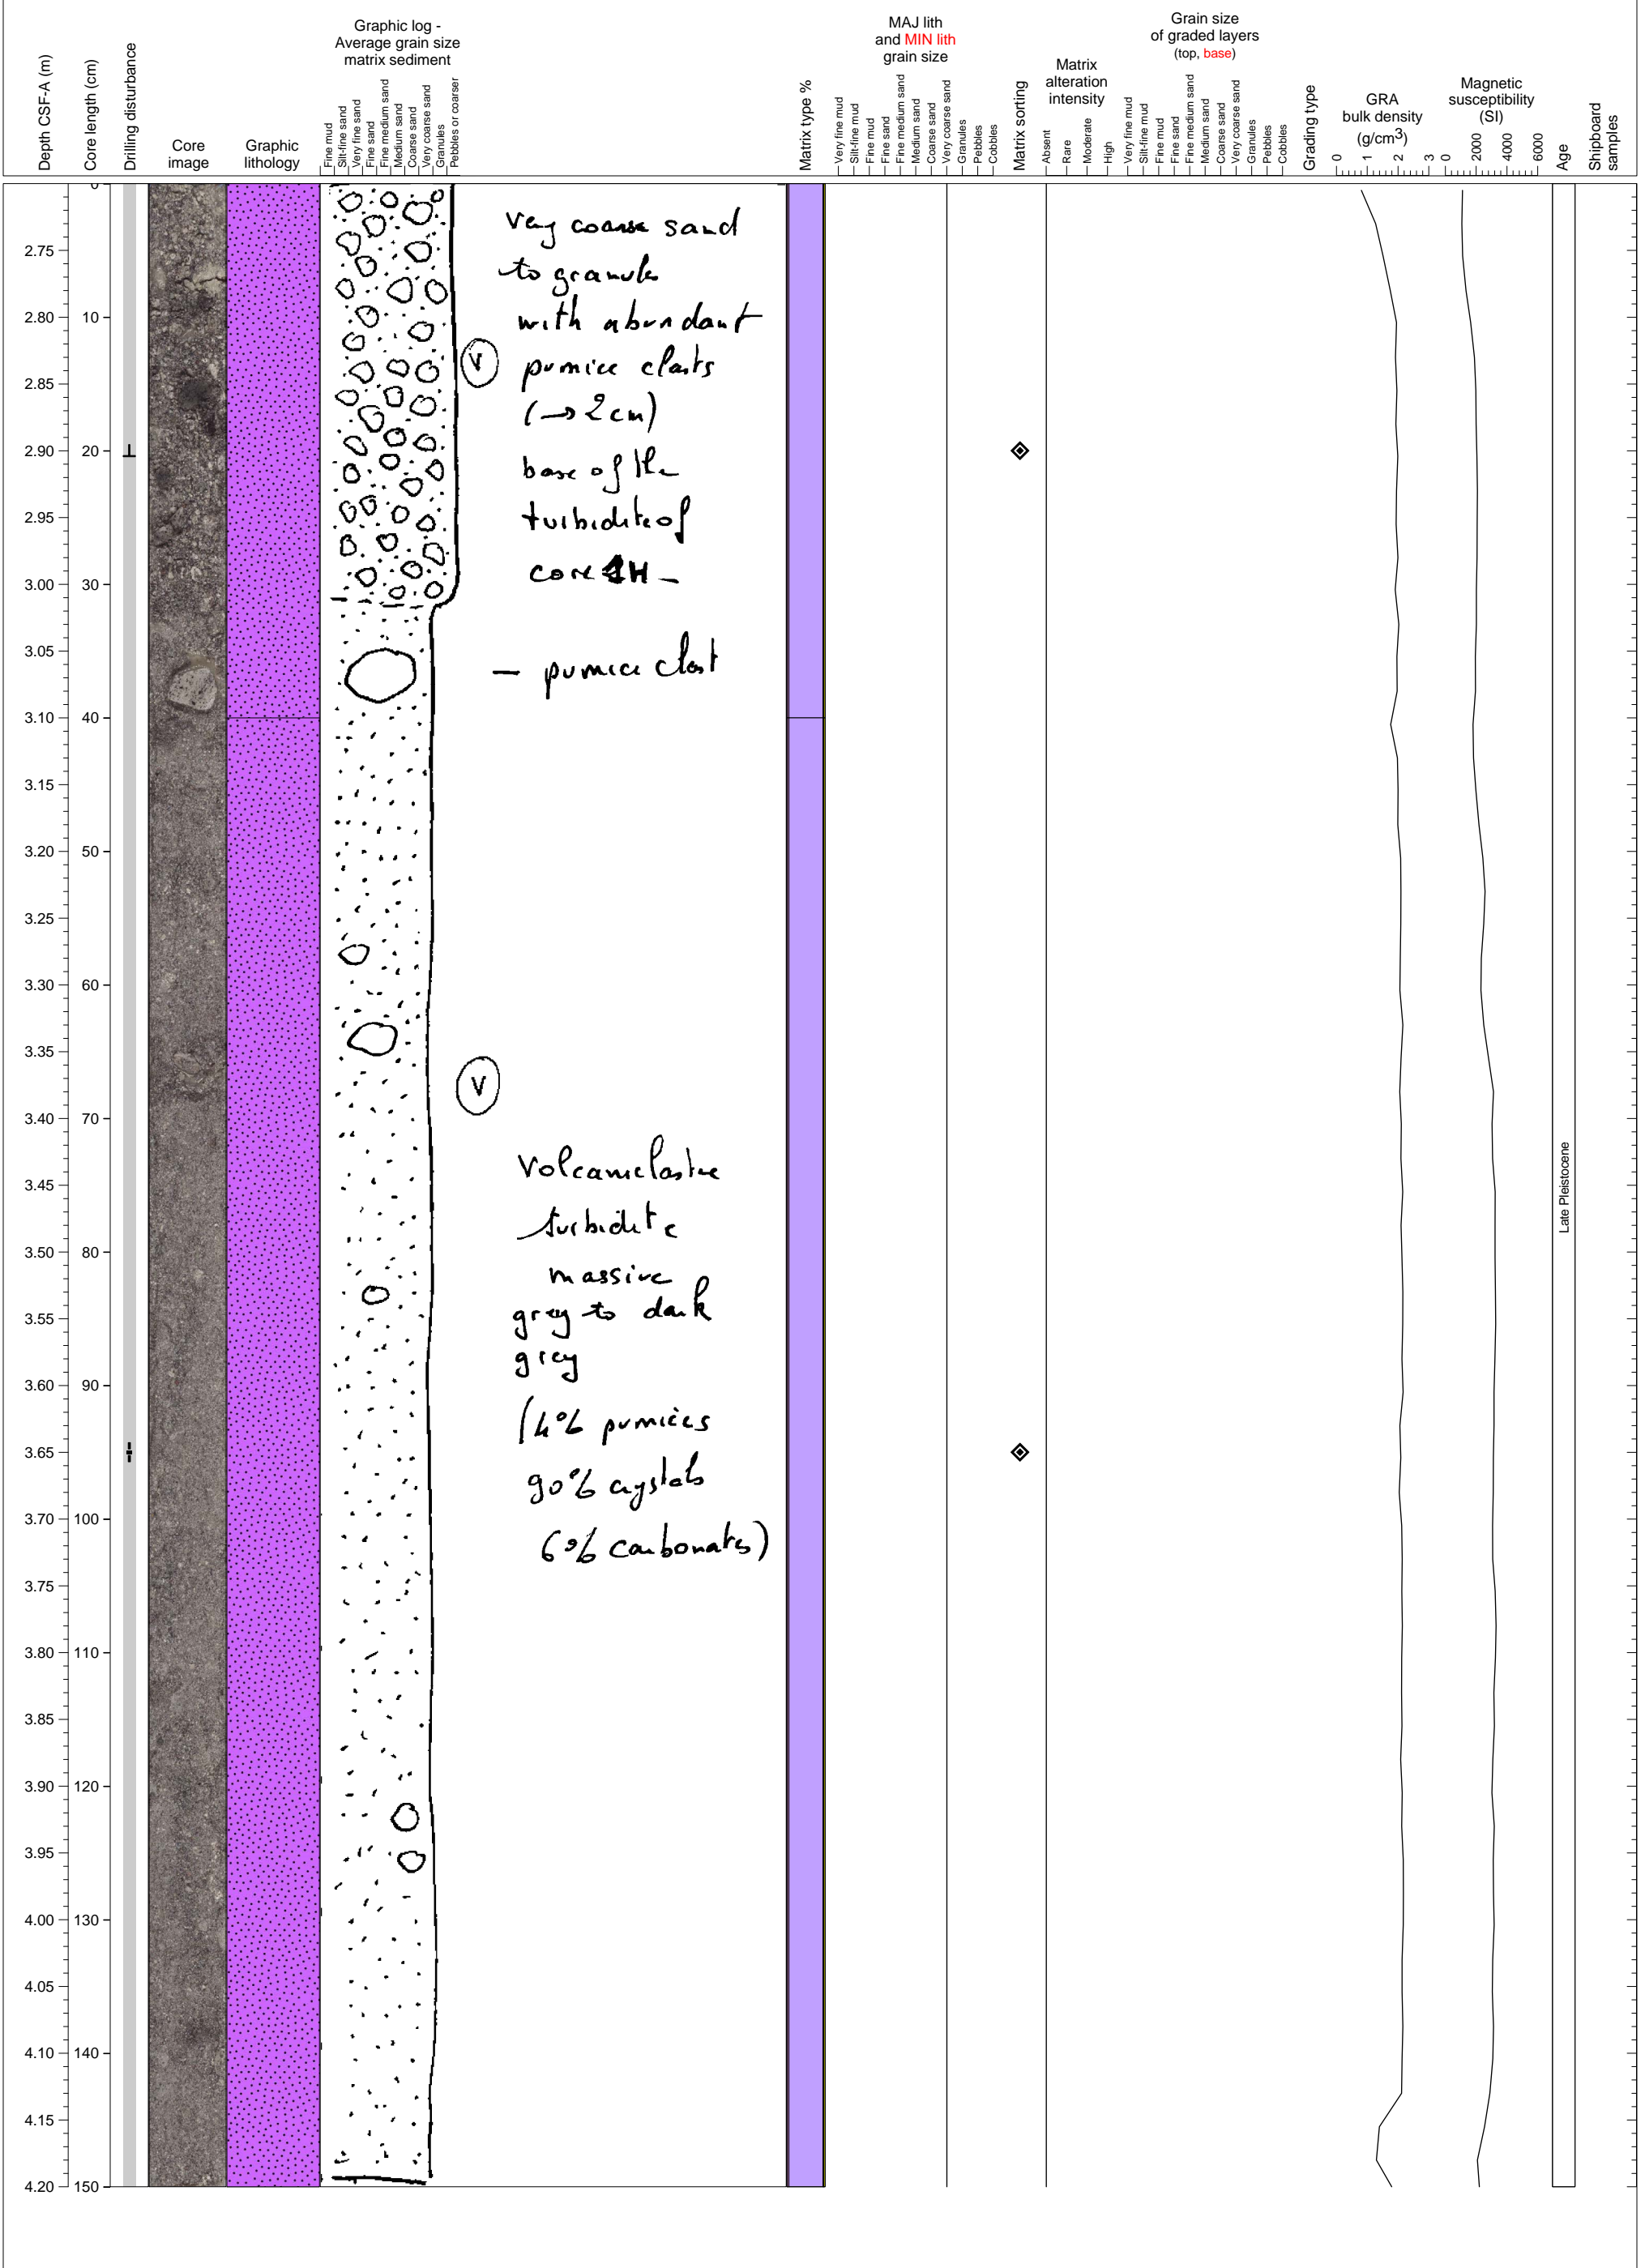 Graphic log -
Average grain size
matrix sediment
MAJ lith
and MIN lith
grain size
Grain size
of graded layers
(top, base)
Matrix
alteration
intensity
GRA
bulk density
(g/cm3)
Magnetic
susceptibility
(SI)
Depth CSF-A (m)
Core length (cm)
Drilling disturbance
Core
image
Graphic
lithology
Fine mud
Silt-fine sand
Very fine sand
Fine sand
Fine medium sand
Medium sand
Coarse sand
Very coarse sand
Granules
Pebbles or coarser
Matrix type %
Very fine mud
Silt-fine mud
Fine mud
Fine sand
Fine medium sand
Medium sand
Coarse sand
Very coarse sand
Granules
Pebbles
Cobbles
Matrix sorting
Absent
Rare
Moderate
High
Very fine mud
Silt-fine mud
Fine mud
Fine sand
Fine medium sand
Medium sand
Coarse sand
Very coarse sand
Granules
Pebbles
Cobbles
Grading type
0 1 2 3
0 2000 4000 6000
Age
Shipboard
samples
0
2.75
2.80 10
2.85
2.90 20
2.95
3.00 30
3.05
3.10 40
3.15
3.20 50
3.25
3.30 60
3.35
3.40 70
3.45
3.50 80
3.55
3.60 90
3.65
3.70 100
3.75
3.80 110
3.85
3.90 120
3.95
4.00 130
4.05
4.10 140
4.15
4.20 150
very coarse sand
to granules
with abundant
V
pumice clasts
(→ 2 cm)
base of the
turbidite of
core 1H -
- pumice clast
V
Volcaniclastic
turbidite
massive
grey to dark
grey
(4% pumices
90% crystals
6% carbonates)
Late Pleistocene